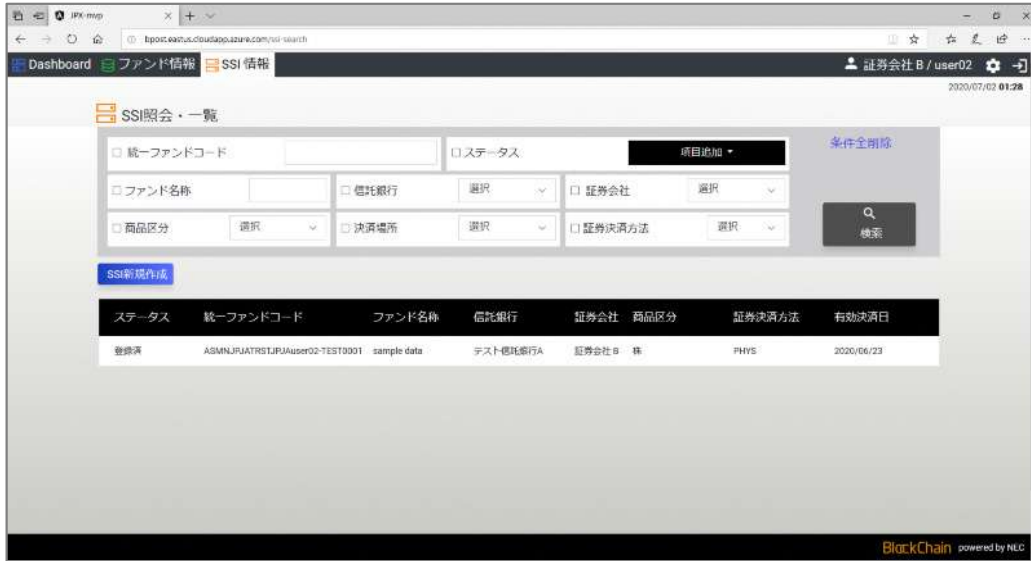 JPX-mvp
bpost.eastus.cloudapp.azure.com/ssi-search
Dashboard ファンド情報 SSI 情報 証券会社 B / user02
2020/07/02 01:28
SSI照会・一覧
統一ファンドコード ステータス 項目追加 条件全削除
ファンド名称 信託銀行 選択 証券会社 選択
商品区分 選択 決済場所 選択 証券決済方法 選択 検索
SSI新規作成
ステータス 統一ファンドコード ファンド名称 信託銀行 証券会社 商品区分 証券決済方法 有効決済日
登録済 sample data テスト信託銀行A 証券会社 B 株 PHYS 2020/06/23
BlockChain powered by NEC